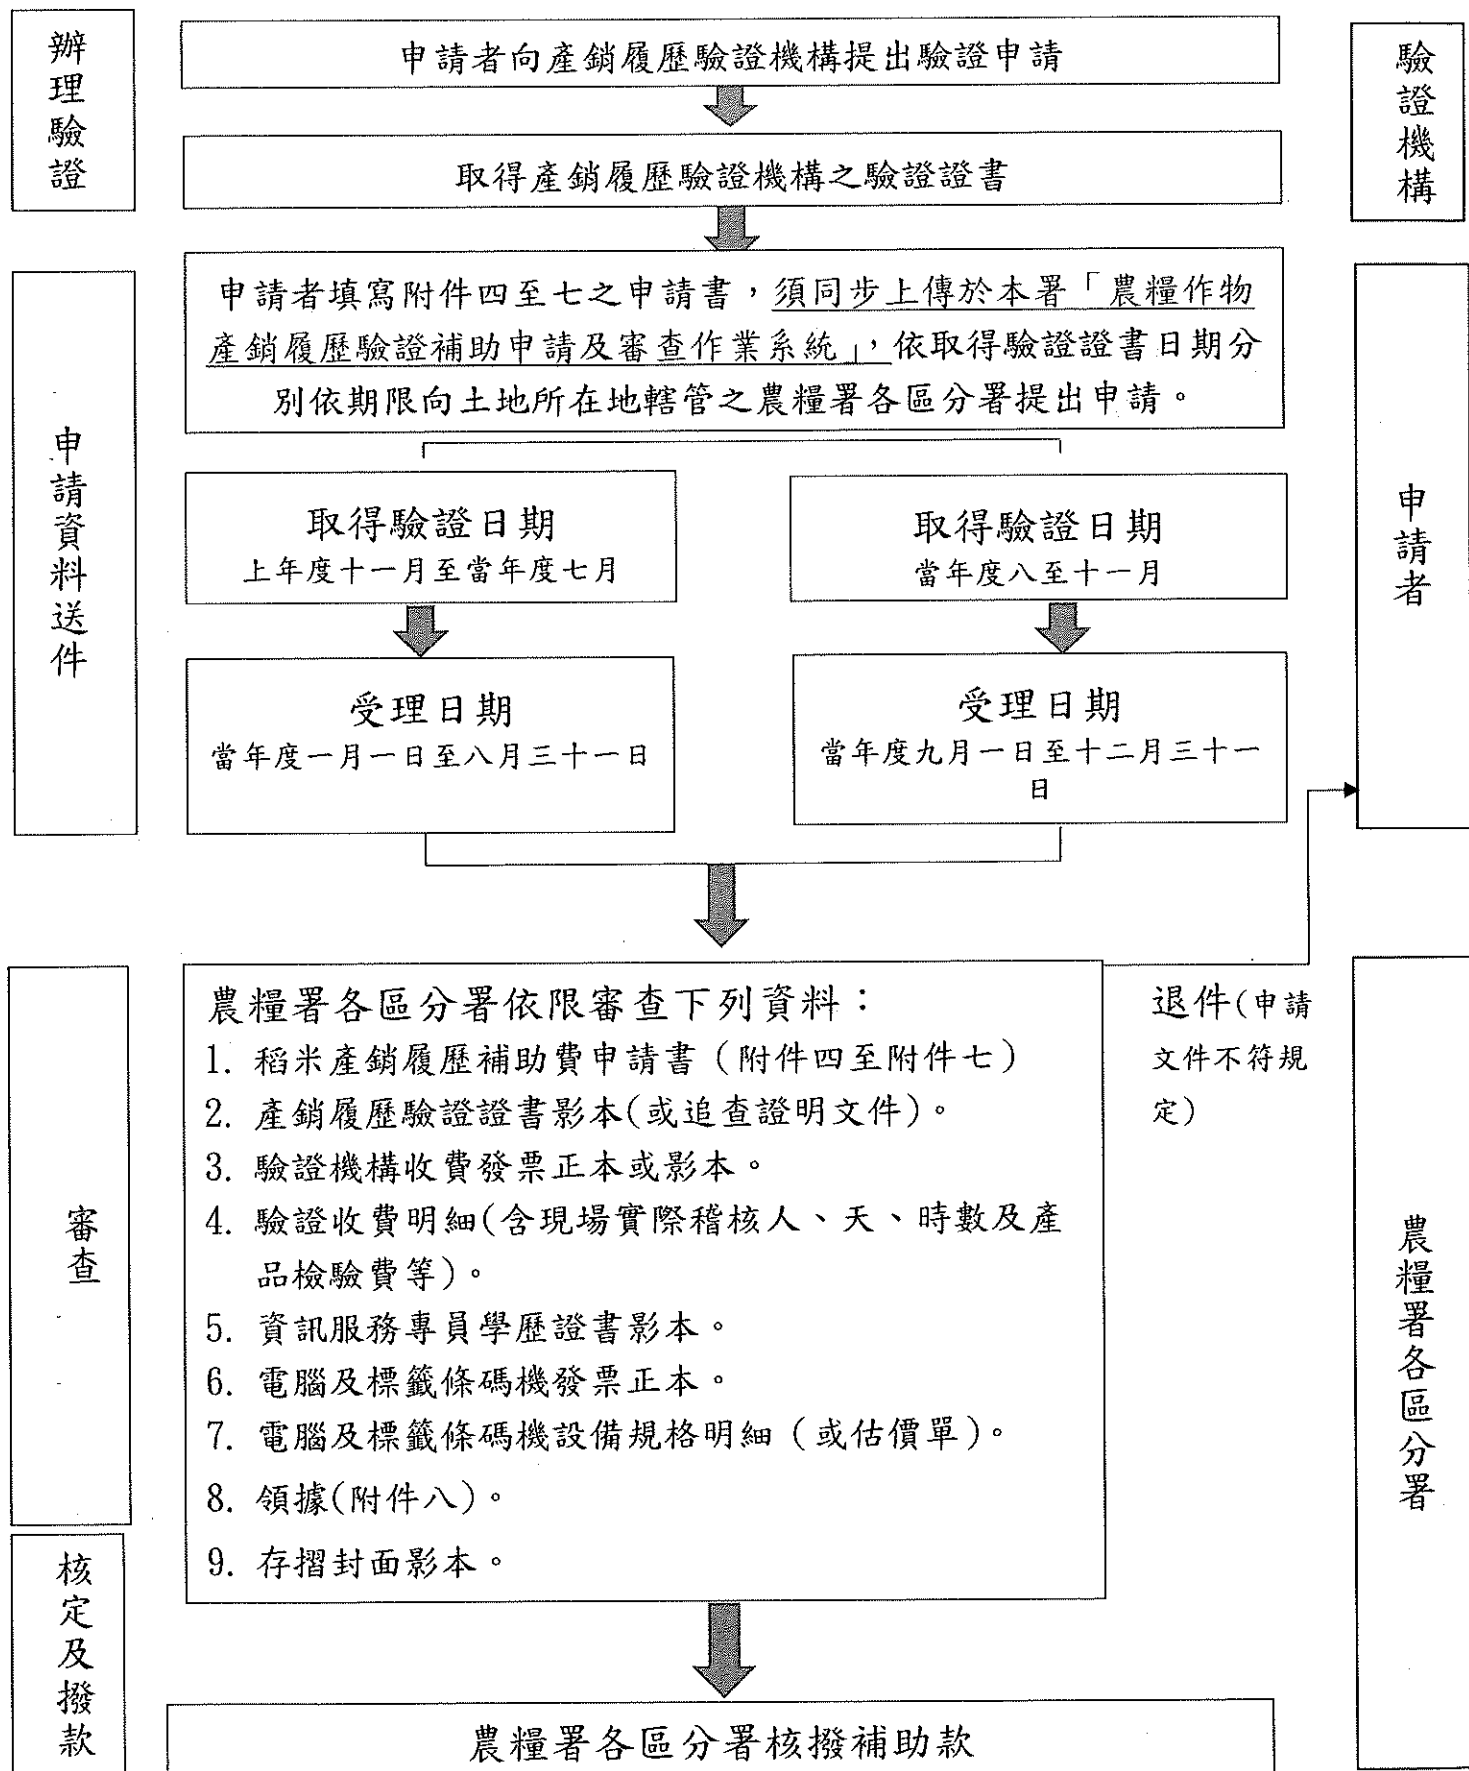 辦理驗證
申請者向產銷履歷驗證機構提出驗證申請
驗證機構
取得產銷履歷驗證機構之驗證證書
申請資料送件
申請者填寫附件四至七之申請書，須同步上傳於本署「農糧作物
產銷履歷驗證補助申請及審查作業系統」，依取得驗證證書日期分
別依期限向土地所在地轄管之農糧署各區分署提出申請。
申請者
取得驗證日期
上年度十一月至當年度七月
取得驗證日期
當年度八至十一月
受理日期
當年度一月一日至八月三十一日
受理日期
當年度九月一日至十二月三十一
日
審查
農糧署各區分署依限審查下列資料：
1. 稻米產銷履歷補助費申請書（附件四至附件七）
2. 產銷履歷驗證證書影本(或追查證明文件)。
3. 驗證機構收費發票正本或影本。
4. 驗證收費明細(含現場實際稽核人、天、時數及產
品檢驗費等)。
5. 資訊服務專員學歷證書影本。
6. 電腦及標籤條碼機發票正本。
7. 電腦及標籤條碼機設備規格明細（或估價單)。
8. 領據(附件八)。
9. 存摺封面影本。
退件(申請
文件不符規
定)
農糧署各區分署
核定及撥款
農糧署各區分署核撥補助款